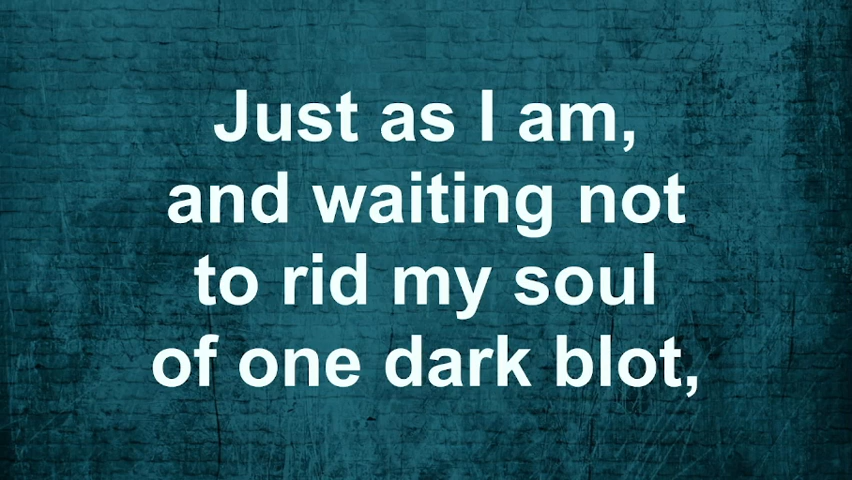 Just as I am,
and waiting not
to rid my soul
of one dark blot,